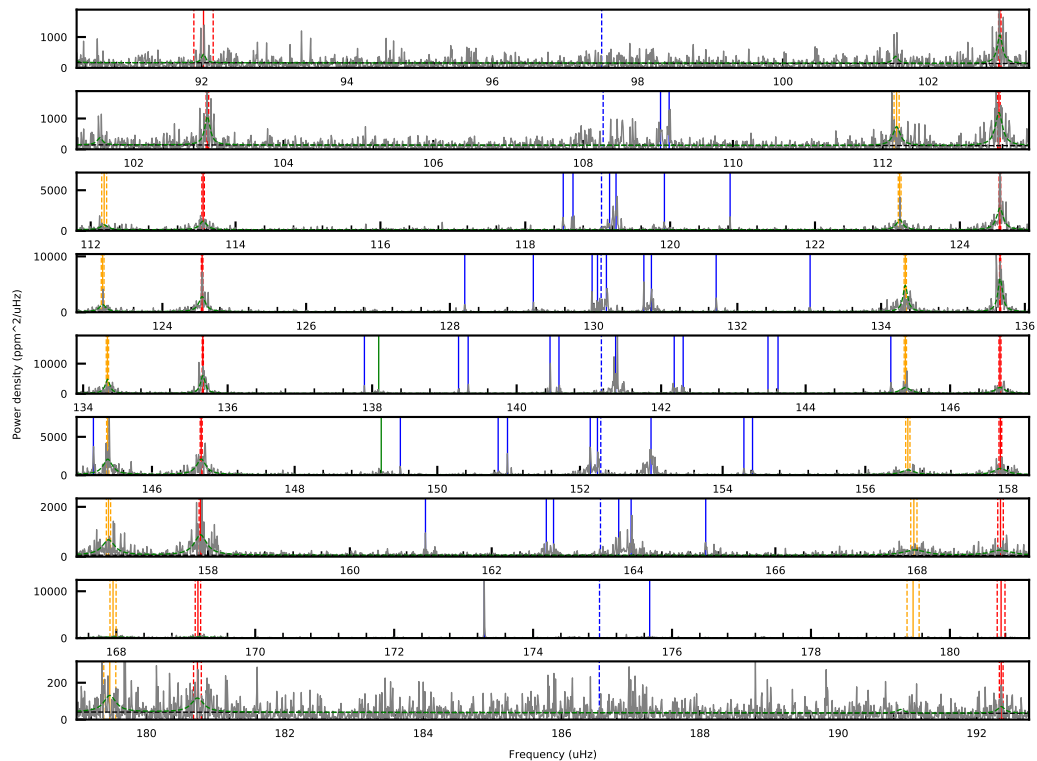 1000
0
92 94 96 98 100 102
1000
0
102 104 106 108 110 112
5000
0
112 114 116 118 120 122 124
10000
0
124 126 128 130 132 134 136
10000
0
134 136 138 140 142 144 146
5000
0
146 148 150 152 154 156 158
2000
0
158 160 162 164 166 168
10000
0
168 170 172 174 176 178 180
200
0
180 182 184 186 188 190 192
Power density (ppm^2/uHz)
Frequency (uHz)